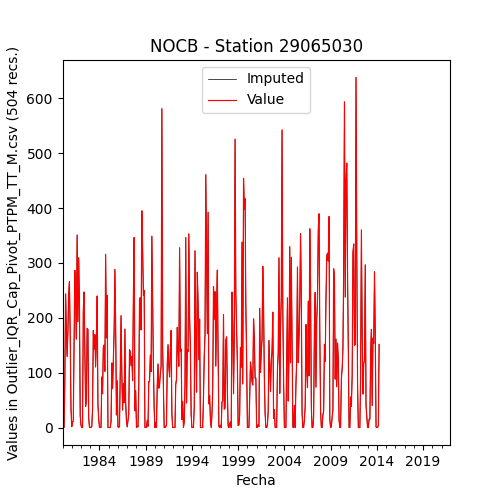 NOCB - Station 29065030
Imputed
Value
Values in Outlier_IQR_Cap_Pivot_PTPM_TT_M.csv (504 recs.)
600
500
400
300
200
100
0
1984 1989 1994 1999 2004 2009 2014 2019
Fecha